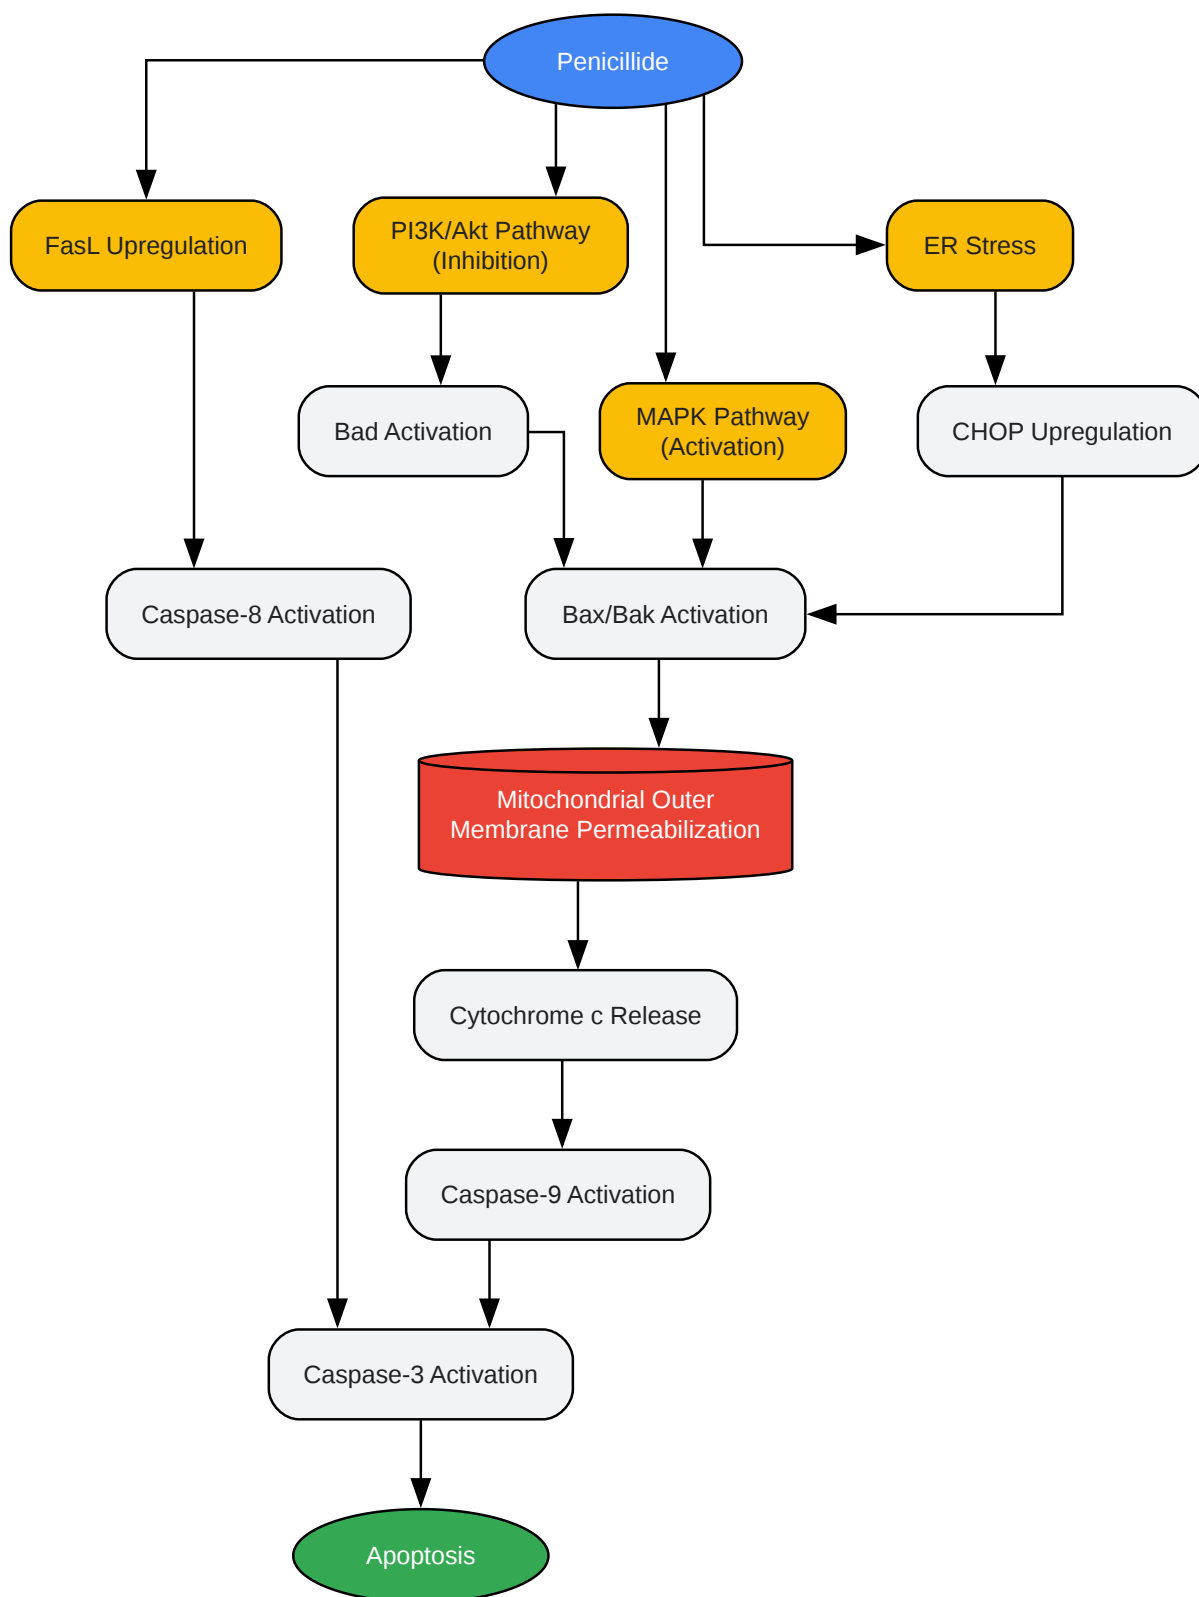 Penicillide
FasL Upregulation
PI3K/Akt Pathway
(Inhibition)
ER Stress
Bad Activation
MAPK Pathway
(Activation)
CHOP Upregulation
Caspase-8 Activation
Bax/Bak Activation
Mitochondrial Outer
Membrane Permeabilization
Cytochrome c Release
Caspase-9 Activation
Caspase-3 Activation
Apoptosis